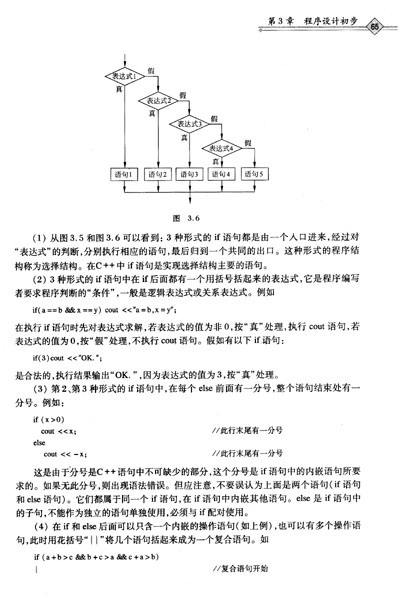 第3章 程序设计初步
65
表达式1 假
真
表达式2 假
真
表达式3 假
真
表达式4 假
真
语句1 语句2 语句3 语句4 语句5
图 3.6
(1) 从图3.5和图3.6可以看到:3种形式的if语句都是由一个入口进来,经过对
“表达式”的判断,分别执行相应的语句,最后归到一个共同的出口。这种形式的程序结
构称为选择结构。在C++中if语句是实现选择结构主要的语句。
(2) 3种形式的if语句中在if后面都有一个用括号括起来的表达式,它是程序编写
者要求程序判断的“条件”,一般是逻辑表达式或关系表达式。例如
if(a==b && x==y) cout <<"a=b,x=y";
在执行if语句时先对表达式求解,若表达式的值为非0,按“真”处理,执行cout语句,若
表达式的值为0,按“假”处理,不执行cout语句。假如有以下if语句:
if(3)cout <<"OK.";
是合法的,执行结果输出“OK.”,因为表达式的值为3,按“真”处理。
(3) 第2、第3种形式的if语句中,在每个else前面有一分号,整个语句结束处有一
分号。例如:
if (x>0)
cout <<x; //此行末尾有一分号
else
cout << -x; //此行末尾有一分号
这是由于分号是C++语句中不可缺少的部分,这个分号是if语句中的内嵌语句所要
求的。如果无此分号,则出现语法错误。但应注意,不要误认为上面是两个语句(if语句
和else语句)。它们都属于同一个if语句,在if语句中内嵌其他语句。else是if语句中
的子句,不能作为独立的语句单独使用,必须与if配对使用。
(4) 在if和else后面可以只含一个内嵌的操作语句(如上例),也可以有多个操作语
句,此时用花括号“{}”将几个语句括起来成为一个复合语句。如
if (a+b>c && b+c>a && c+a>b)
{ //复合语句开始